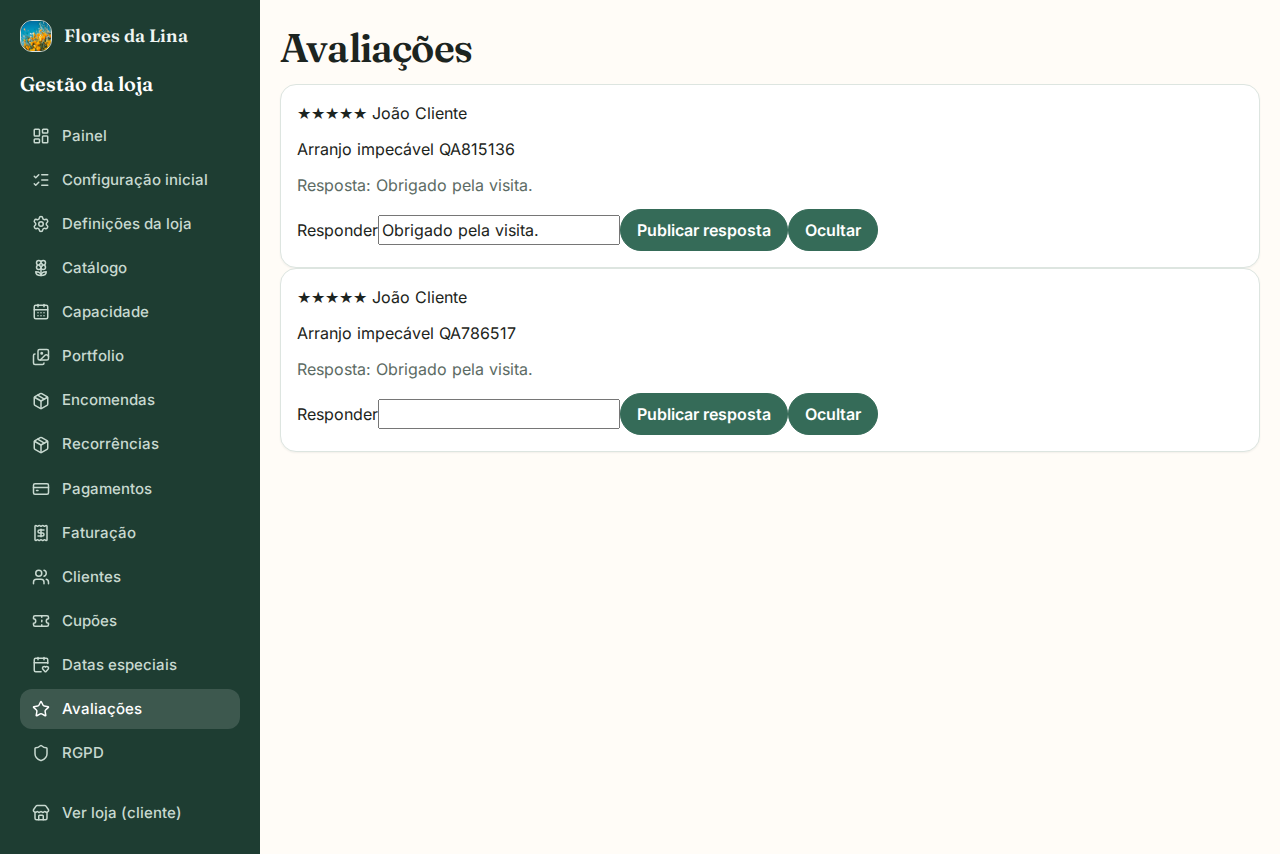 Flores da Lina
Gestão da loja
Painel
Configuração inicial
Definições da loja
Catálogo
Capacidade
Portfolio
Encomendas
Recorrências
Pagamentos
Faturação
Clientes
Cupões
Datas especiais
Avaliações
RGPD
Ver loja (cliente)
Avaliações
★★★★★ João Cliente
Arranjo impecável QA815136
Resposta: Obrigado pela visita.
Responder Obrigado pela visita. Publicar resposta Ocultar
★★★★★ João Cliente
Arranjo impecável QA786517
Resposta: Obrigado pela visita.
Responder Publicar resposta Ocultar